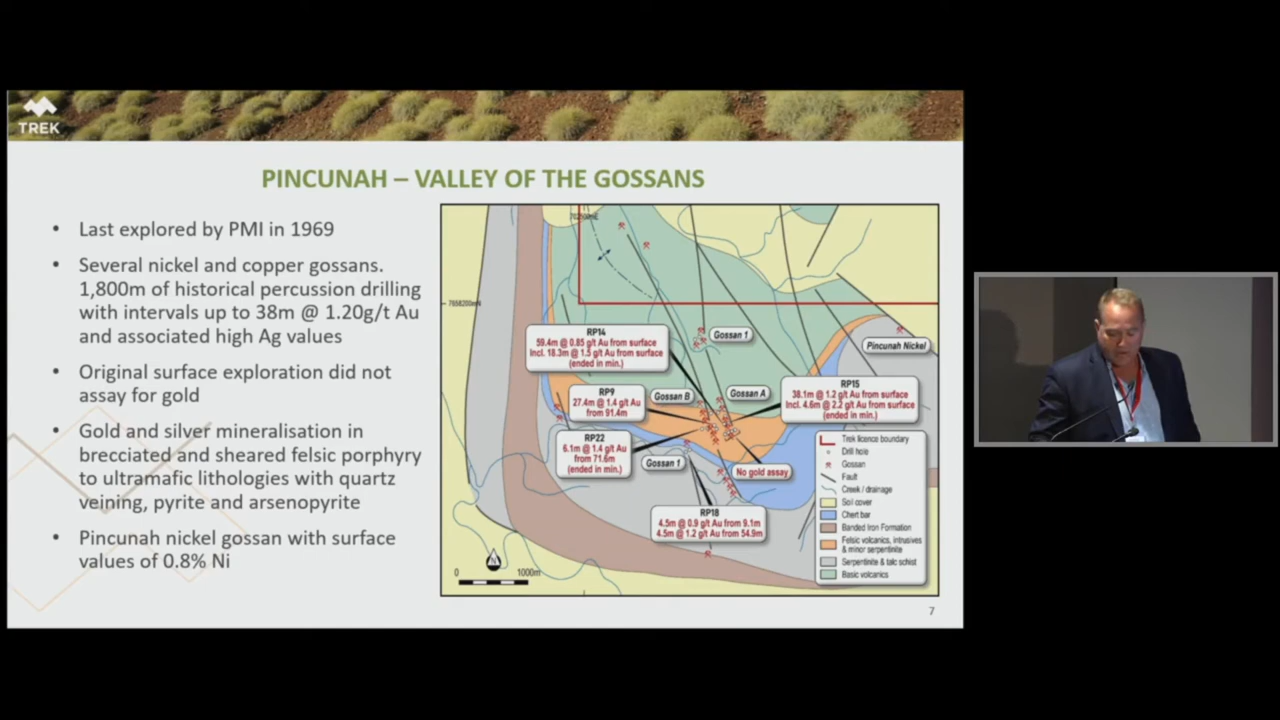 TREK
PINCUNAH – VALLEY OF THE GOSSANS
• Last explored by PMI in 1969
• Several nickel and copper gossans.
1,800m of historical percussion drilling
with intervals up to 38m @ 1.20g/t Au
and associated high Ag values
• Original surface exploration did not
assay for gold
• Gold and silver mineralisation in
brecciated and sheared felsic porphyry
to ultramafic lithologies with quartz
veining, pyrite and arsenopyrite
• Pincunah nickel gossan with surface
values of 0.8% Ni
702500mE
7658200mN
RP14
59.4m @ 0.85 g/t Au from surface
Incl. 18.3m @ 1.5 g/t Au from surface
(ended in min.)
Gossan 1
Pincunah Nickel
RP9
27.4m @ 1.4 g/t Au
from 91.4m
Gossan B
Gossan A
RP15
38.1m @ 1.2 g/t Au from surface
Incl. 4.6m @ 2.2 g/t Au from surface
(ended in min.)
RP22
6.1m @ 1.4 g/t Au
from 71.6m
(ended in min.)
Gossan 1
No gold assay
RP18
4.5m @ 0.9 g/t Au from 9.1m
4.5m @ 1.2 g/t Au from 54.9m
Trek licence boundary
Drill hole
Gossan
Fault
Creek / drainage
Soil cover
Chert bar
Banded Iron Formation
Felsic volcanics, intrusives
& minor serpentinite
Serpentinite & talc schist
Basic volcanics
N
0 1000m
7